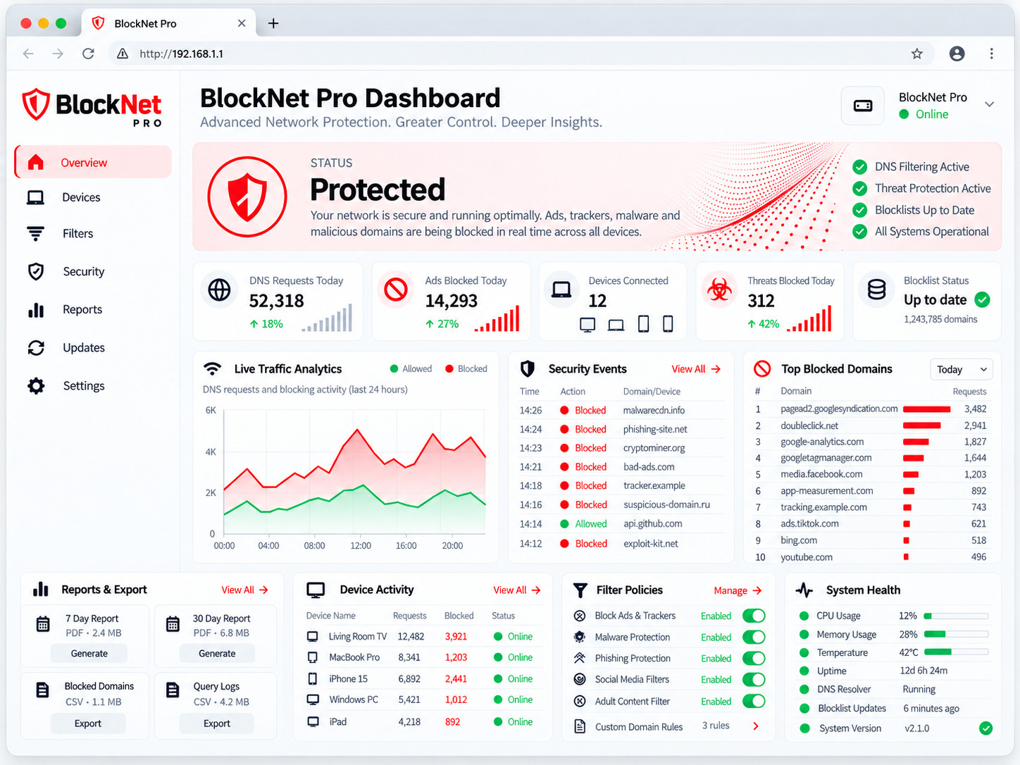 BlockNet Pro
http://192.168.1.1
BlockNet
PRO
Overview
Devices
Filters
Security
Reports
Updates
Settings
BlockNet Pro Dashboard
Advanced Network Protection. Greater Control. Deeper Insights.
BlockNet Pro
Online
STATUS
Protected
Your network is secure and running optimally. Ads, trackers, malware and
malicious domains are being blocked in real time across all devices.
DNS Filtering Active
Threat Protection Active
Blocklists Up to Date
All Systems Operational
DNS Requests Today
52,318
↑ 18%
Ads Blocked Today
14,293
↑ 27%
Devices Connected
12
Threats Blocked Today
312
↑ 42%
Blocklist Status
Up to date
1,243,785 domains
Live Traffic Analytics
Allowed Blocked
DNS requests and blocking activity (last 24 hours)
6K
4K
2K
0
00:00 04:00 08:00 12:00 16:00 20:00
Security Events View All →
Time Action Domain/Device
14:26 Blocked malwarecdn.info
14:24 Blocked phishing-site.net
14:23 Blocked cryptominer.org
14:21 Blocked bad-ads.com
14:18 Blocked tracker.example
14:16 Blocked suspicious-domain.ru
14:14 Allowed api.github.com
14:12 Blocked exploit-kit.net
Top Blocked Domains Today
# Domain Requests
1 pagead2.googlesyndication.com 3,482
2 doubleclick.net 2,941
3 google-analytics.com 1,827
4 googletagmanager.com 1,644
5 media.facebook.com 1,203
6 app-measurement.com 892
7 tracking.example.com 743
8 ads.tiktok.com 621
9 bing.com 518
10 youtube.com 496
Reports & Export View All →
7 Day Report
PDF • 2.4 MB
Generate
30 Day Report
PDF • 6.8 MB
Generate
Blocked Domains
CSV • 1.1 MB
Export
Query Logs
CSV • 4.2 MB
Export
Device Activity View All →
Device Name Requests Blocked Status
Living Room TV 12,482 3,921 Online
MacBook Pro 8,341 1,203 Online
iPhone 15 6,892 2,441 Online
Windows PC 5,421 1,012 Online
iPad 4,218 892 Online
Filter Policies Manage →
Block Ads & Trackers Enabled
Malware Protection Enabled
Phishing Protection Enabled
Social Media Filters Enabled
Adult Content Filter Enabled
Custom Domain Rules 3 rules
System Health
CPU Usage 12%
Memory Usage 28%
Temperature 42°C
Uptime 12d 6h 24m
DNS Resolver Running
Blocklist Updates 6 minutes ago
System Version v2.1.0